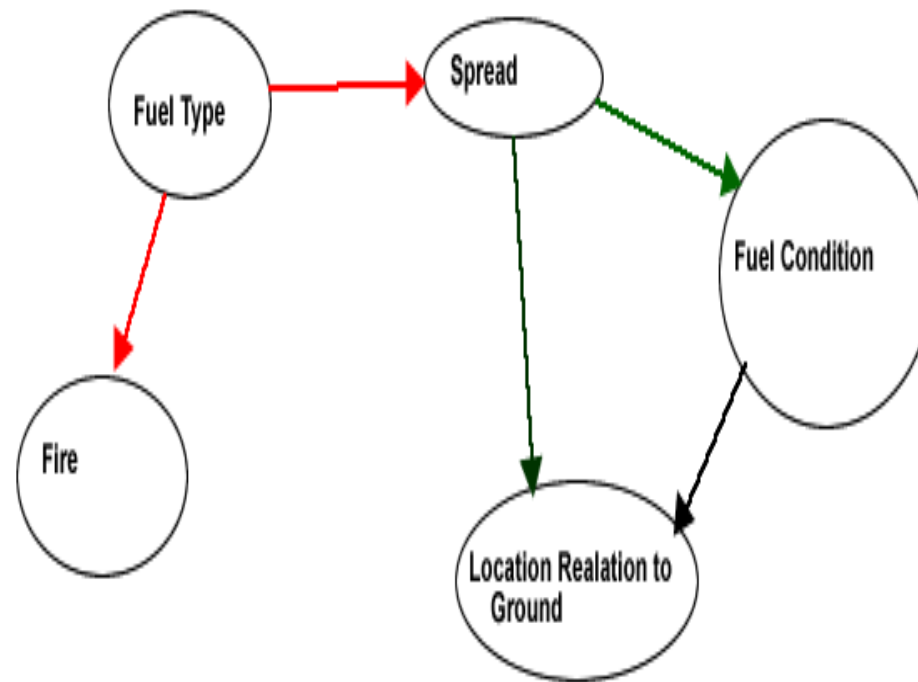 Fuel Type
Spread
Fuel Condition
Fire
Location Realation to
Ground